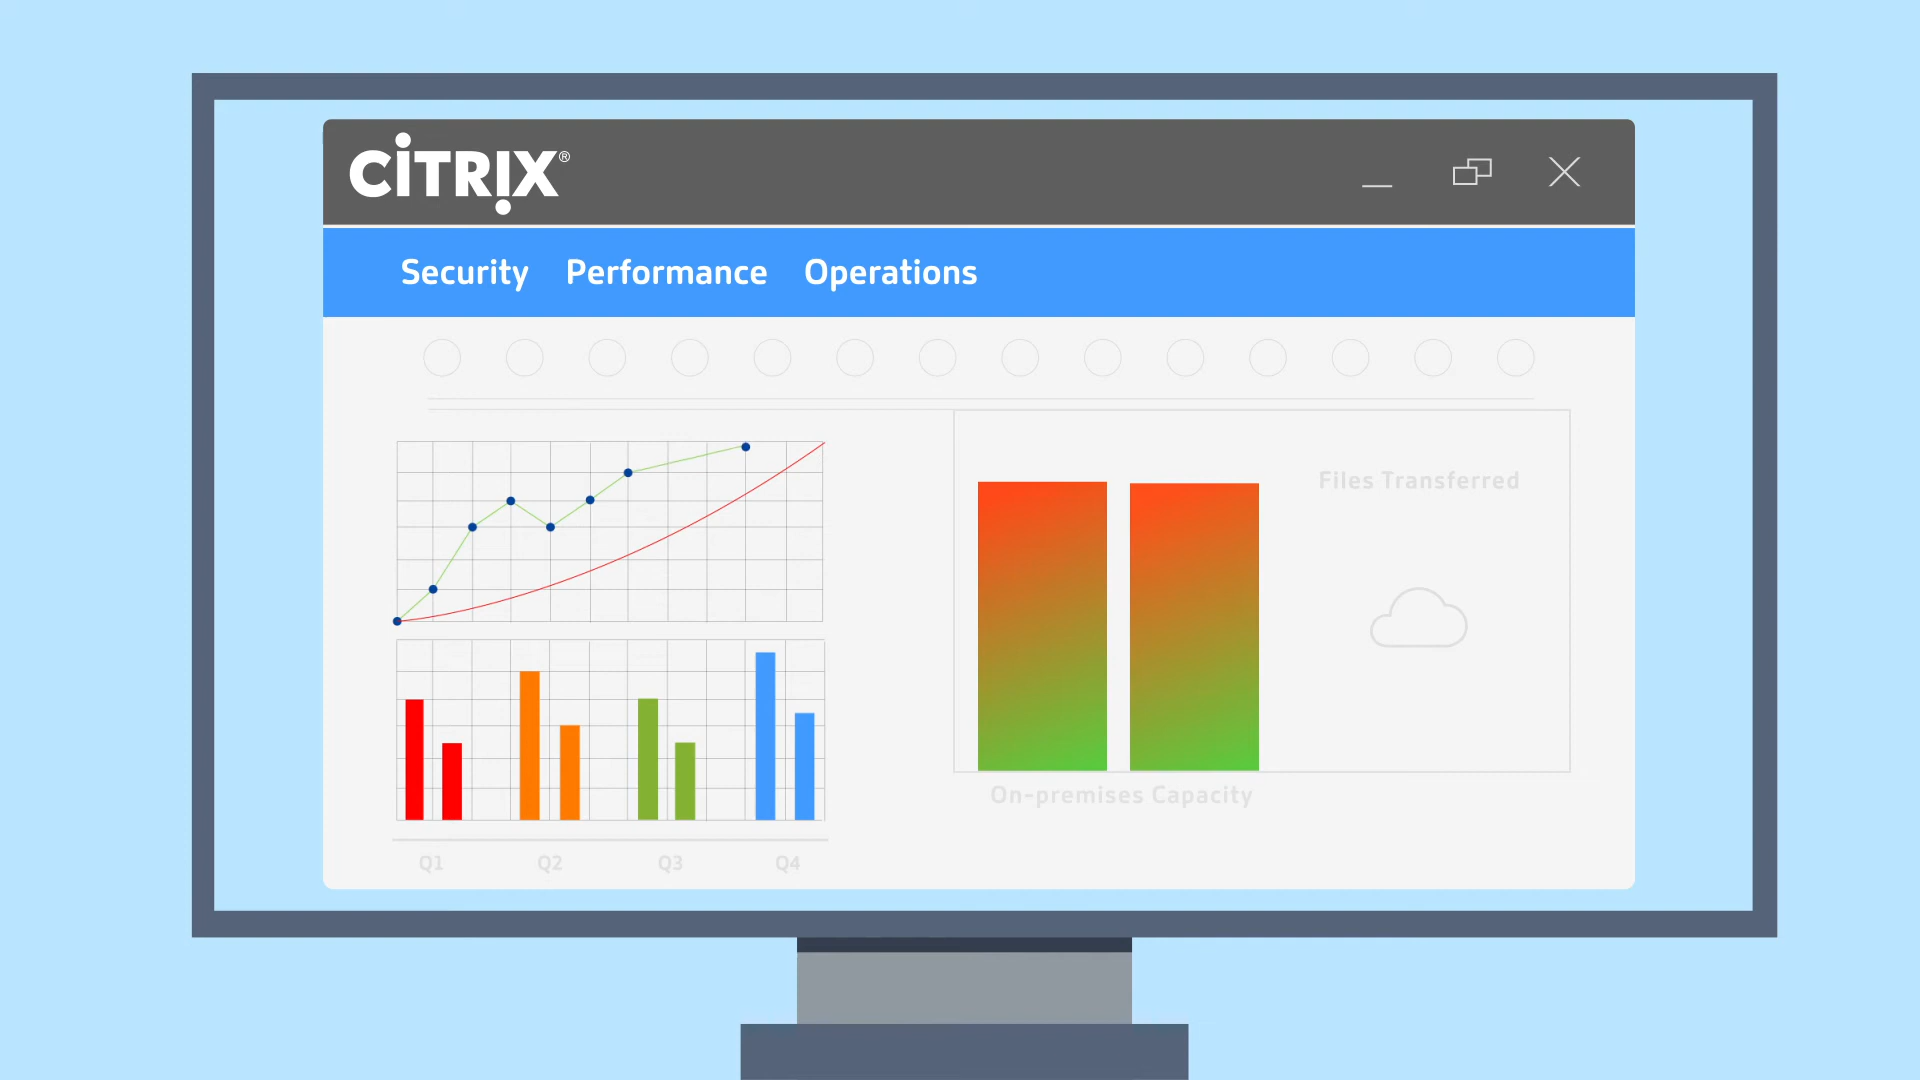 CITRIX®
Security Performance Operations
Files Transferred
On-premises Capacity
Q1 Q2 Q3 Q4